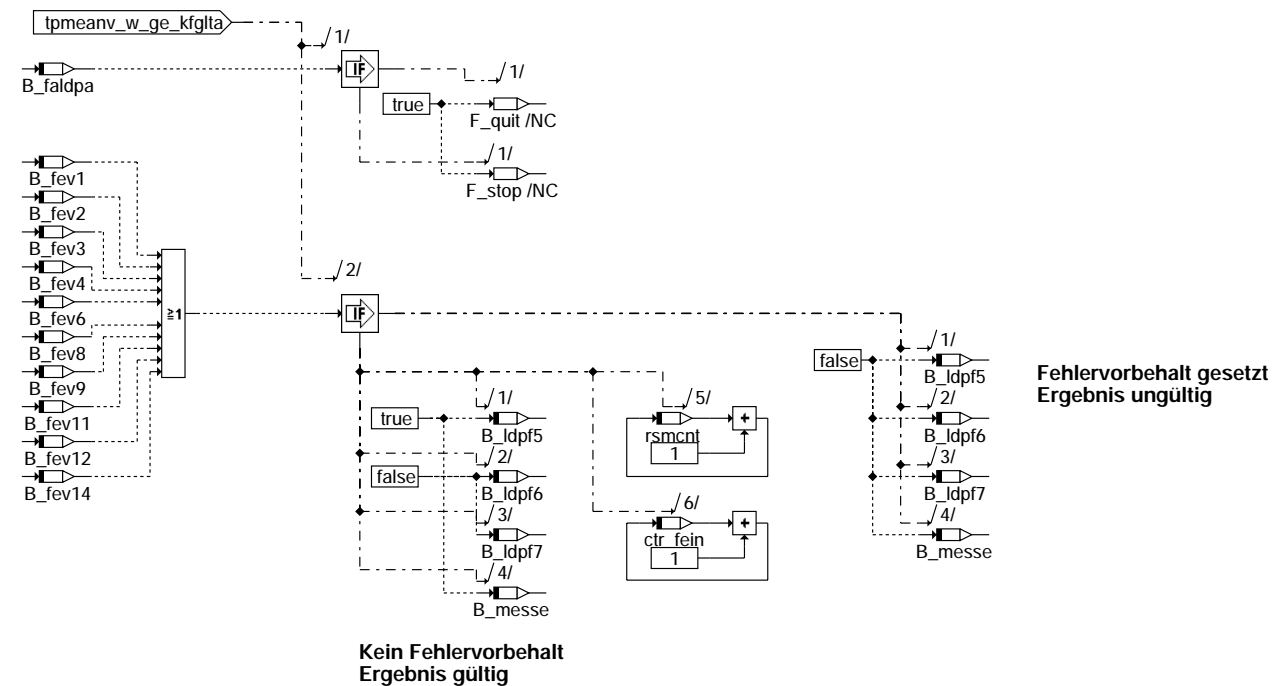 tpmeanv_w_ge_kfglta
/1/
B_faldpa
IF
/1/
true
F_quit /NC
/1/
F_stop /NC
B_fev1
B_fev2
B_fev3
B_fev4
B_fev6
B_fev8
B_fev9
B_fev11
B_fev12
B_fev14
≥1
/2/
IF
/1/
true
B_ldpf5
/2/
false
B_ldpf6
/3/
B_ldpf7
/4/
B_messe
/5/
rsmcnt
+
1
/6/
ctr_fein
+
1
/1/
false
B_ldpf5
/2/
B_ldpf6
/3/
B_ldpf7
/4/
B_messe
Fehlervorbehalt gesetzt
Ergebnis ungültig
Kein Fehlervorbehalt
Ergebnis gültig